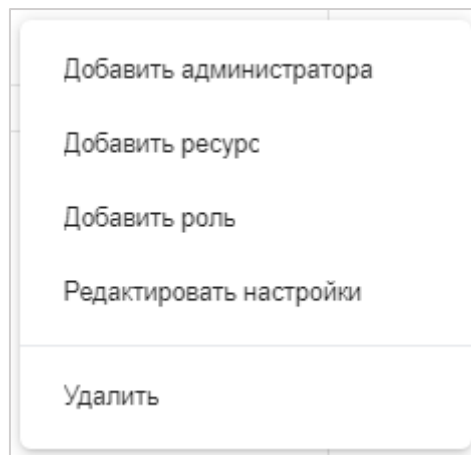 Добавить администратора
Добавить ресурс
Добавить роль
Редактировать настройки
Удалить